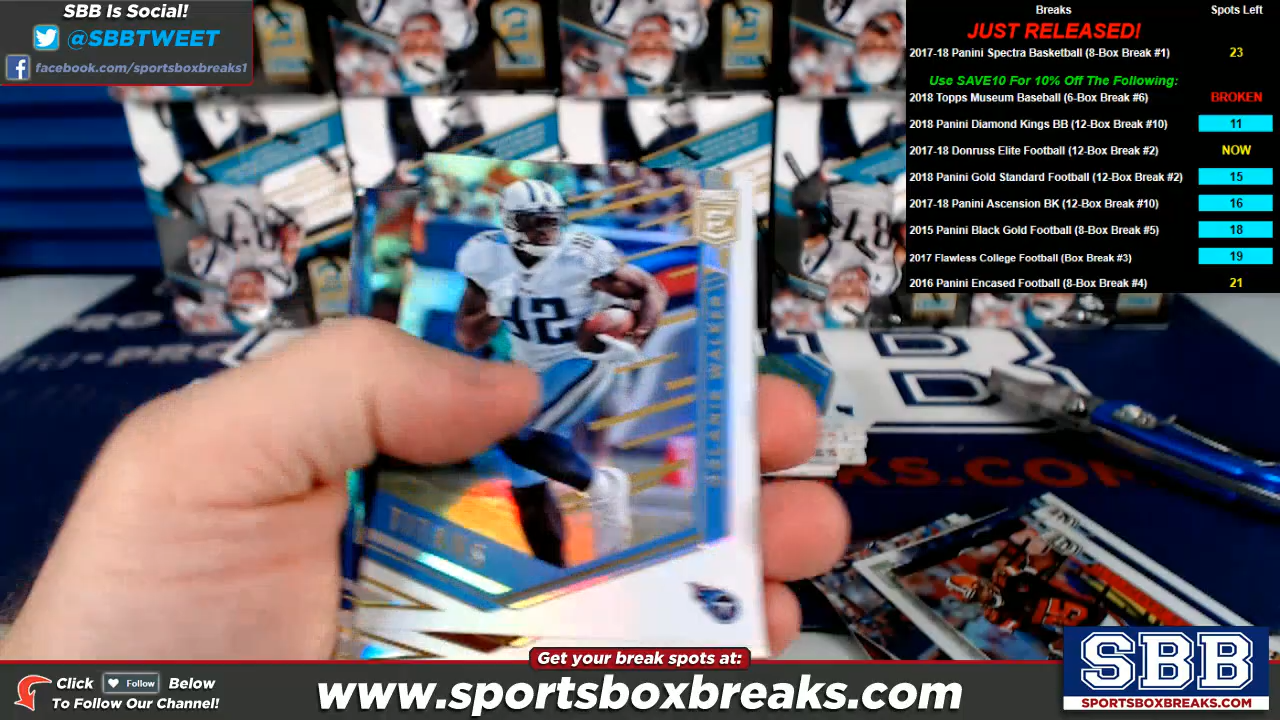 SBB Is Social!
@SBBTWEET
facebook.com/sportsboxbreaks1
Breaks Spots Left
JUST RELEASED!
2017-18 Panini Spectra Basketball (8-Box Break #1) 23
Use SAVE10 For 10% Off The Following:
2018 Topps Museum Baseball (6-Box Break #6) BROKEN
2018 Panini Diamond Kings BB (12-Box Break #10) 11
2017-18 Donruss Elite Football (12-Box Break #2) NOW
2018 Panini Gold Standard Football (12-Box Break #2) 15
2017-18 Panini Ascension BK (12-Box Break #10) 16
2015 Panini Black Gold Football (8-Box Break #5) 18
2017 Flawless College Football (Box Break #3) 19
2016 Panini Encased Football (8-Box Break #4) 21
E
DELANIE WALKER
TITANS
KS.COM
SBB
SPORTSBOXBREAKS.COM
Get your break spots at:
Click Follow Below
To Follow Our Channel!
www.sportsboxbreaks.com